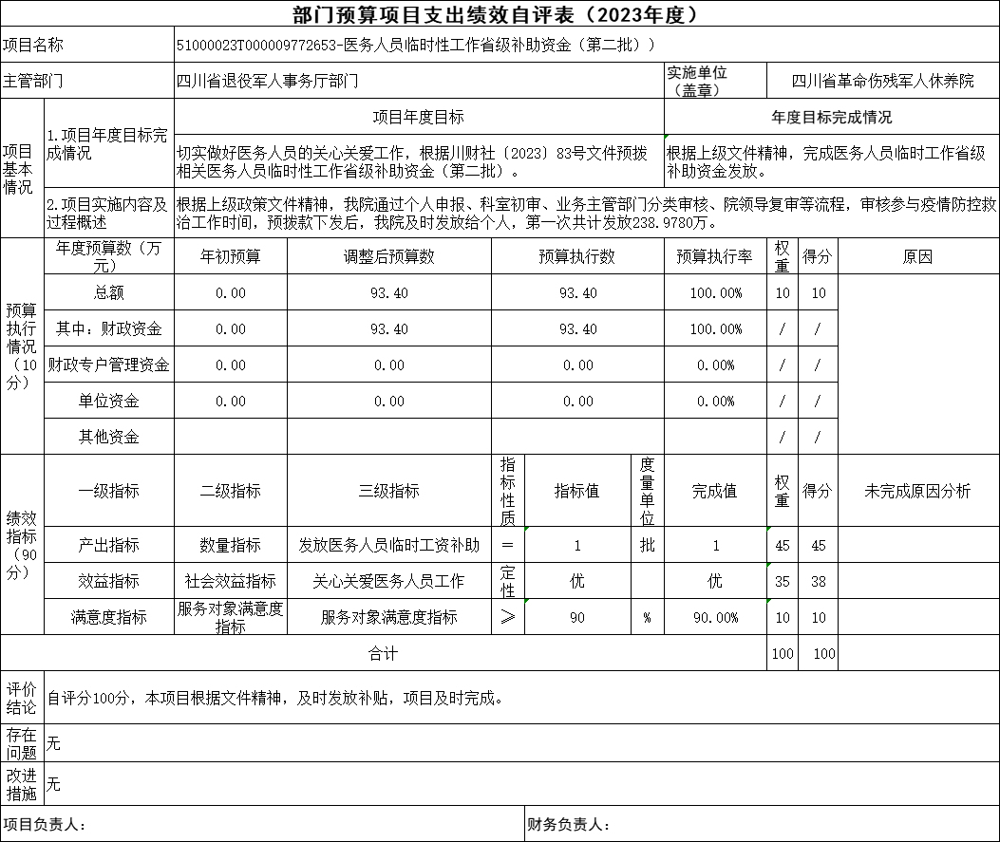 部门预算项目支出绩效自评表（2023年度）
项目名称 51000023T000009772653-医务人员临时性工作省级补助资金（第二批））
主管部门 四川省退役军人事务厅部门 实施单位（盖章） 四川省革命伤残军人休养院
项目基本情况
1.项目年度目标完成情况
项目年度目标 年度目标完成情况
切实做好医务人员的关心关爱工作，根据川财社〔2023〕83号文件预拨
相关医务人员临时性工作省级补助资金（第二批）。
根据上级文件精神，完成医务人员临时工作省级
补助资金发放。
2.项目实施内容及过程概述
根据上级政策文件精神，我院通过个人申报、科室初审、业务主管部门分类审核、院领导复审等流程，审核参与疫情防控救
治工作时间，预拨款下发后，我院及时发放给个人，第一次共计发放238.9780万。
预算执行情况（10分）
年度预算数（万元） 年初预算 调整后预算数 预算执行数 预算执行率 权重 得分 原因
总额 0.00 93.40 93.40 100.00% 10 10
其中：财政资金 0.00 93.40 93.40 100.00% / /
财政专户管理资金 0.00 0.00 0.00 0.00% / /
单位资金 0.00 0.00 0.00 0.00% / /
其他资金 / /
绩效指标（90分）
一级指标 二级指标 三级指标 指标性质 指标值 度量单位 完成值 权重 得分 未完成原因分析
产出指标 数量指标 发放医务人员临时工资补助 ＝ 1 批 1 45 45
效益指标 社会效益指标 关心关爱医务人员工作 定性 优 优 35 38
满意度指标 服务对象满意度指标 服务对象满意度指标 ≥ 90 % 90.00% 10 10
合计 100 100
评价结论 自评分100分，本项目根据文件精神，及时发放补贴，项目及时完成。
存在问题 无
改进措施 无
项目负责人： 财务负责人：